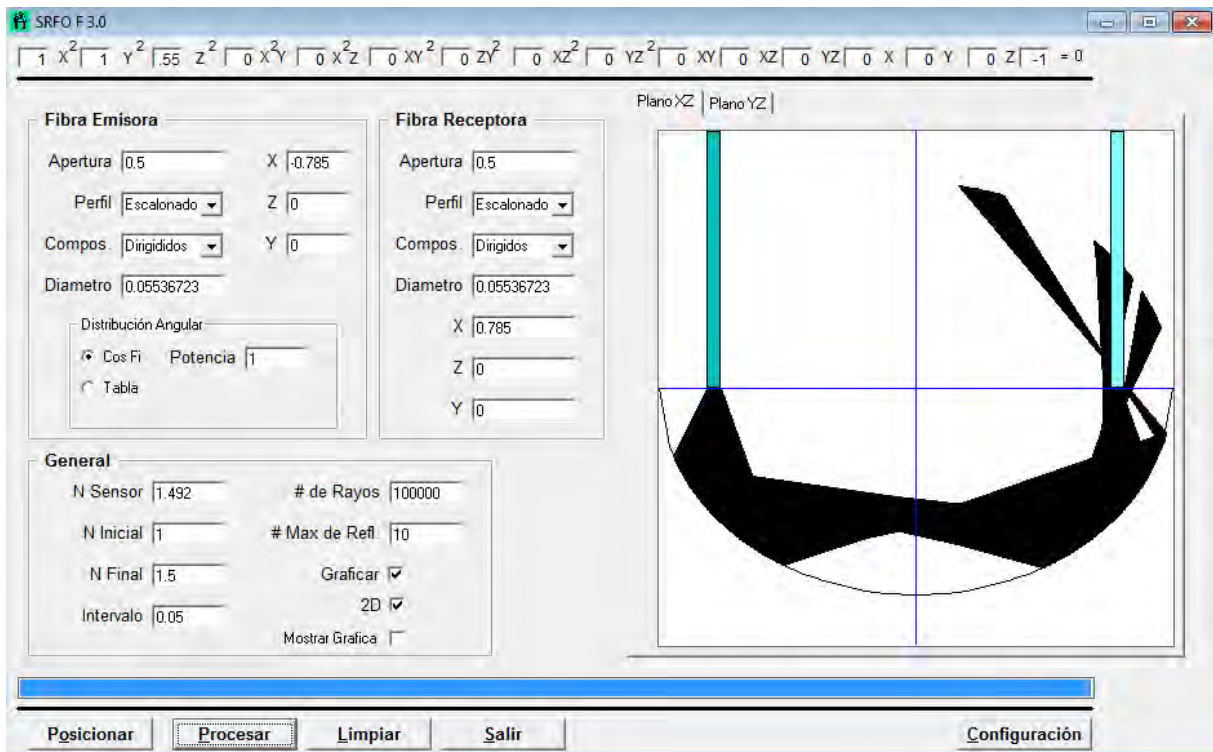 SRFO F 3.0
1 X2 1 Y2 .55 Z2 0 X2Y 0 X2Z 0 XY2 0 ZY2 0 XZ2 0 YZ2 0 XY 0 XZ 0 YZ 0 X 0 Y 0 Z -1 = 0
Fibra Emisora
Apertura 0.5 X -0.785
Perfil Escalonado Z 0
Compos. Dirigididos Y 0
Diametro 0.05536723
Distribución Angular
Cos Fi Potencia 1
Tabla
Fibra Receptora
Apertura 0.5
Perfil Escalonado
Compos. Dirigidos
Diametro 0.05536723
X 0.785
Z 0
Y 0
General
N Sensor 1.492 # de Rayos 100000
N Inicial 1 # Max de Refl. 10
N Final 1.5 Graficar
Intervalo 0.05 2D
Mostrar Grafica
Plano XZ Plano YZ
Posicionar Procesar Limpiar Salir Configuración